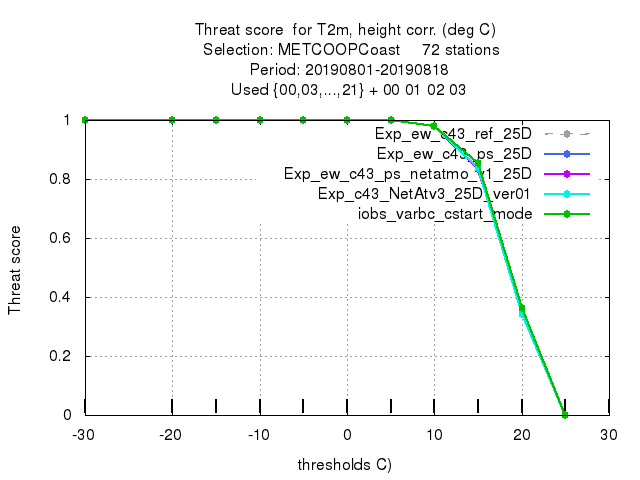 Threat score for T2m, height corr. (deg C)
Selection: METCOOPCoast 72 stations
Period: 20190801-20190818
Used {00,03,...,21} + 00 01 02 03
Exp_ew_c43_ref_25D
Exp_ew_c43_ps_25D
Exp_ew_c43_ps_netatmo_v1_25D
Exp_c43_NetAtv3_25D_ver01
iobs_varbc_cstart_mode
Threat score
1
0.8
0.6
0.4
0.2
0
-30 -20 -10 0 10 20 30
thresholds C)